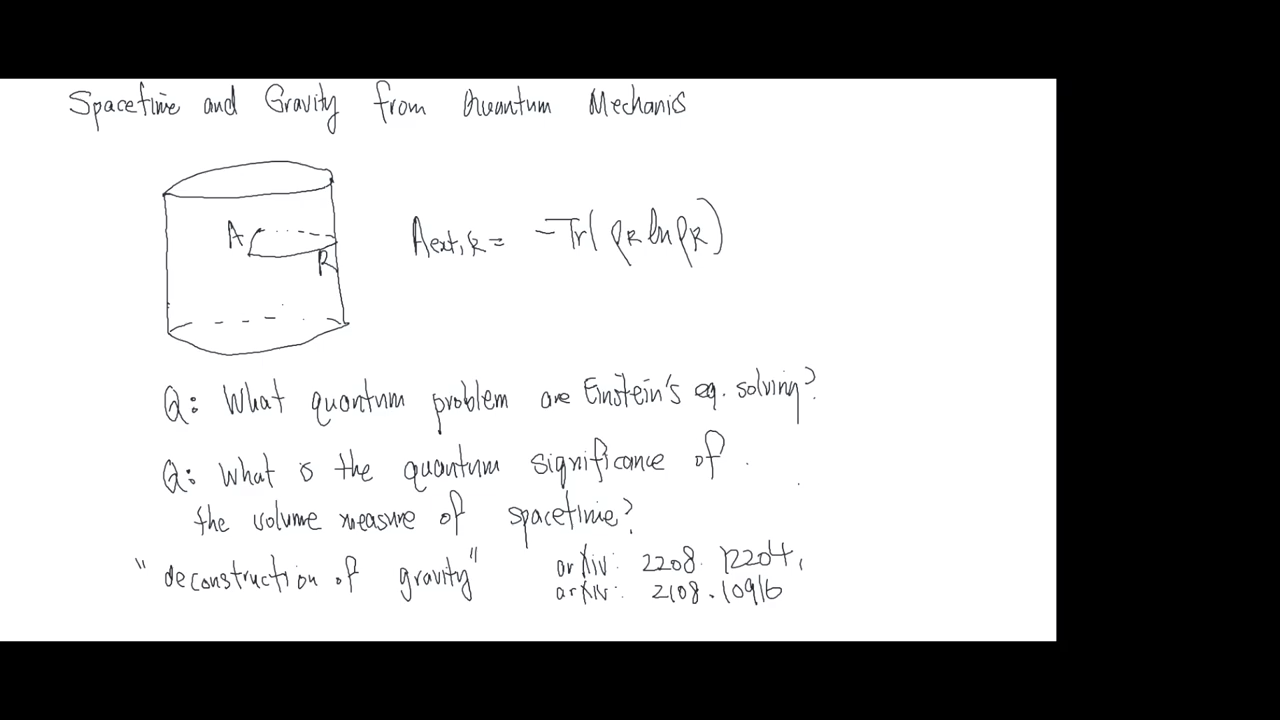 Spacetime and Gravity from Quantum Mechanics
A
R
A_ext,R = -Tr( ρ_R ln ρ_R )
Q: What quantum problem are Einstein's eq. solving?
Q: What is the quantum significance of
the volume measure of spacetime?
"deconstruction of gravity" arXiv: 2208.12204,
arXiv: 2108.10916